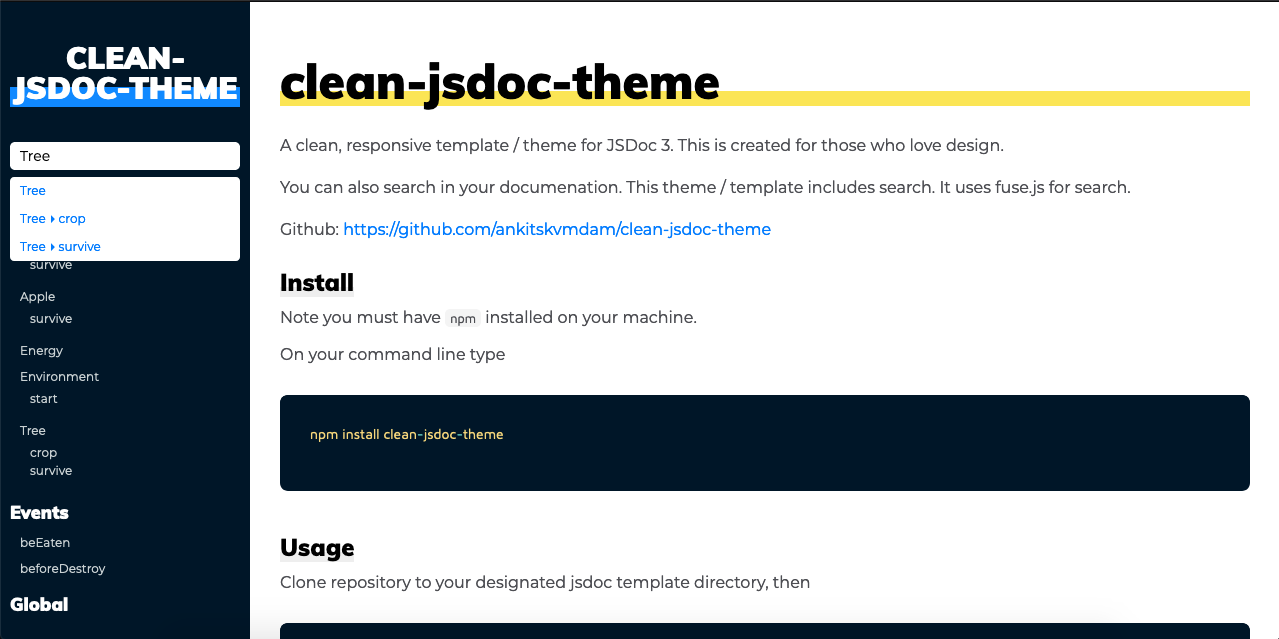 CLEAN-
JSDOC-THEME
Tree
Tree
Tree ▸ crop
Tree ▸ survive
survive
Apple
survive
Energy
Environment
start
Tree
crop
survive
Events
beEaten
beforeDestroy
Global
clean-jsdoc-theme
A clean, responsive template / theme for JSDoc 3. This is created for those who love design.
You can also search in your documenation. This theme / template includes search. It uses fuse.js for search.
Github: https://github.com/ankitskvmdam/clean-jsdoc-theme
Install
Note you must have npm installed on your machine.
On your command line type
npm install clean-jsdoc-theme
Usage
Clone repository to your designated jsdoc template directory, then